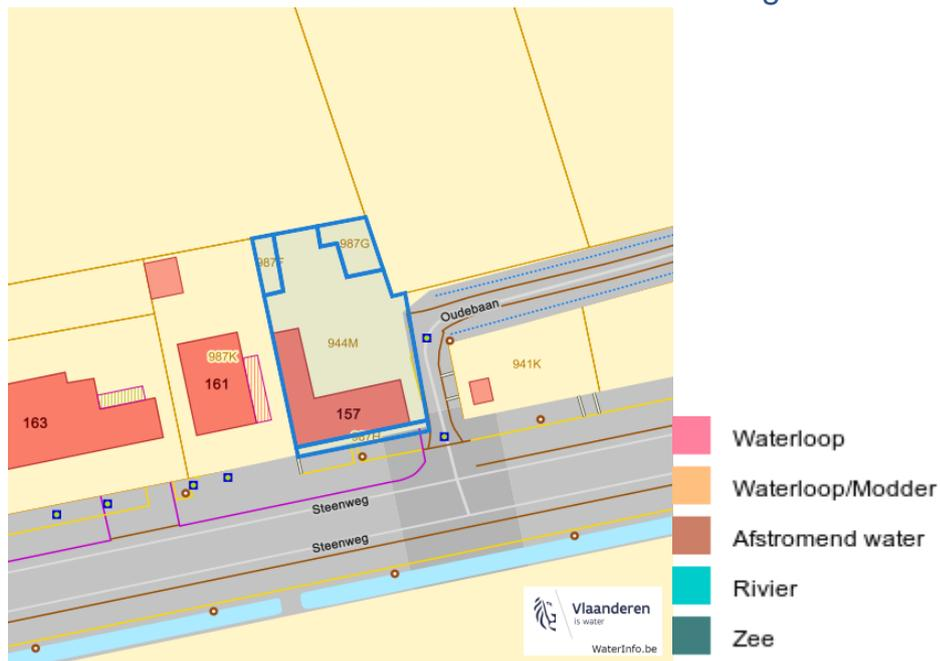 987F
987G
987K
944M
Oudebaan
941K
161
163
157
987H
Steenweg
Steenweg
Vlaanderen
is water
WaterInfo.be
Waterloop
Waterloop/Modder
Afstromend water
Rivier
Zee